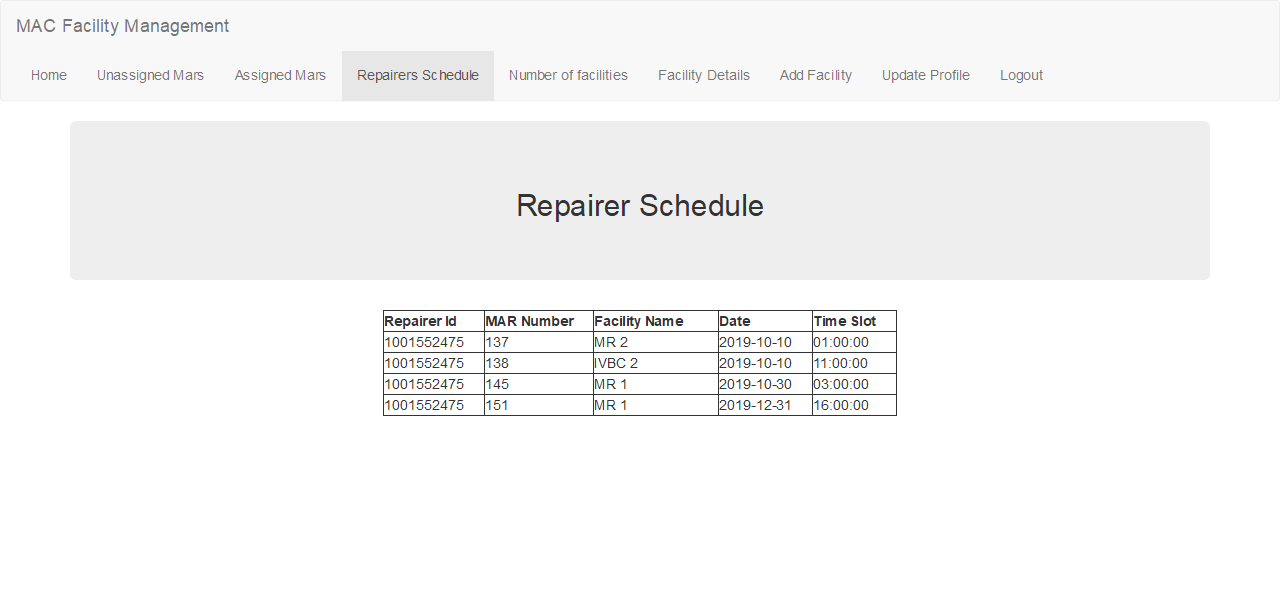 MAC Facility Management
Home Unassigned Mars Assigned Mars Repairers Schedule Number of facilities Facility Details Add Facility Update Profile Logout
Repairer Schedule
Repairer Id MAR Number Facility Name Date Time Slot
1001552475 137 MR 2 2019-10-10 01:00:00
1001552475 138 IVBC 2 2019-10-10 11:00:00
1001552475 145 MR 1 2019-10-30 03:00:00
1001552475 151 MR 1 2019-12-31 16:00:00